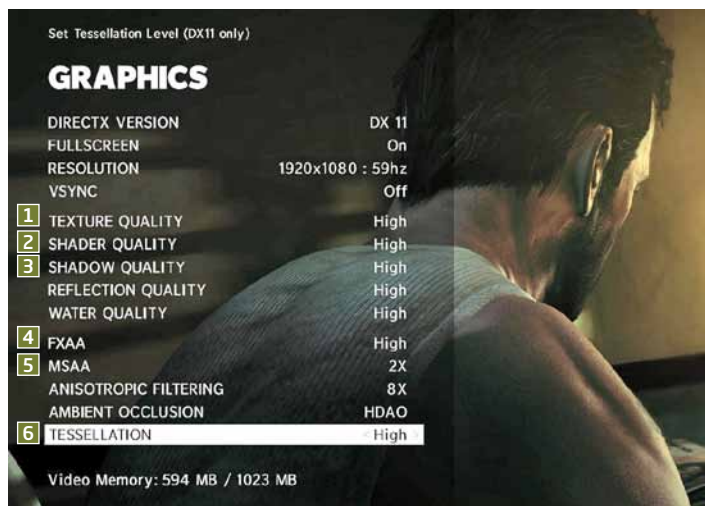 Set Tessellation Level (DX11 only)
GRAPHICS
DIRECTX VERSION DX 11
FULLSCREEN On
RESOLUTION 1920x1080 : 59hz
VSYNC Off
1 TEXTURE QUALITY High
2 SHADER QUALITY High
3 SHADOW QUALITY High
REFLECTION QUALITY High
WATER QUALITY High
4 FXAA High
5 MSAA 2X
ANISOTROPIC FILTERING 8X
AMBIENT OCCLUSION HDAO
6 TESSELLATION < High >
Video Memory: 594 MB / 1023 MB